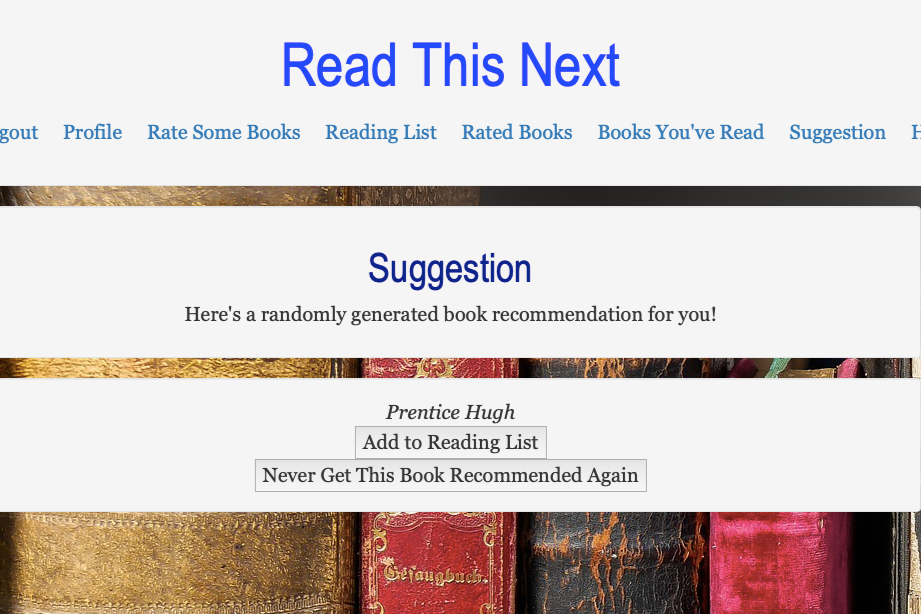 Read This Next
gout Profile Rate Some Books Reading List Rated Books Books You've Read Suggestion H
Suggestion
Here's a randomly generated book recommendation for you!
Prentice Hugh
Add to Reading List
Never Get This Book Recommended Again
Gesangbuch.